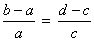 (b−a)/a = (d−c)/c